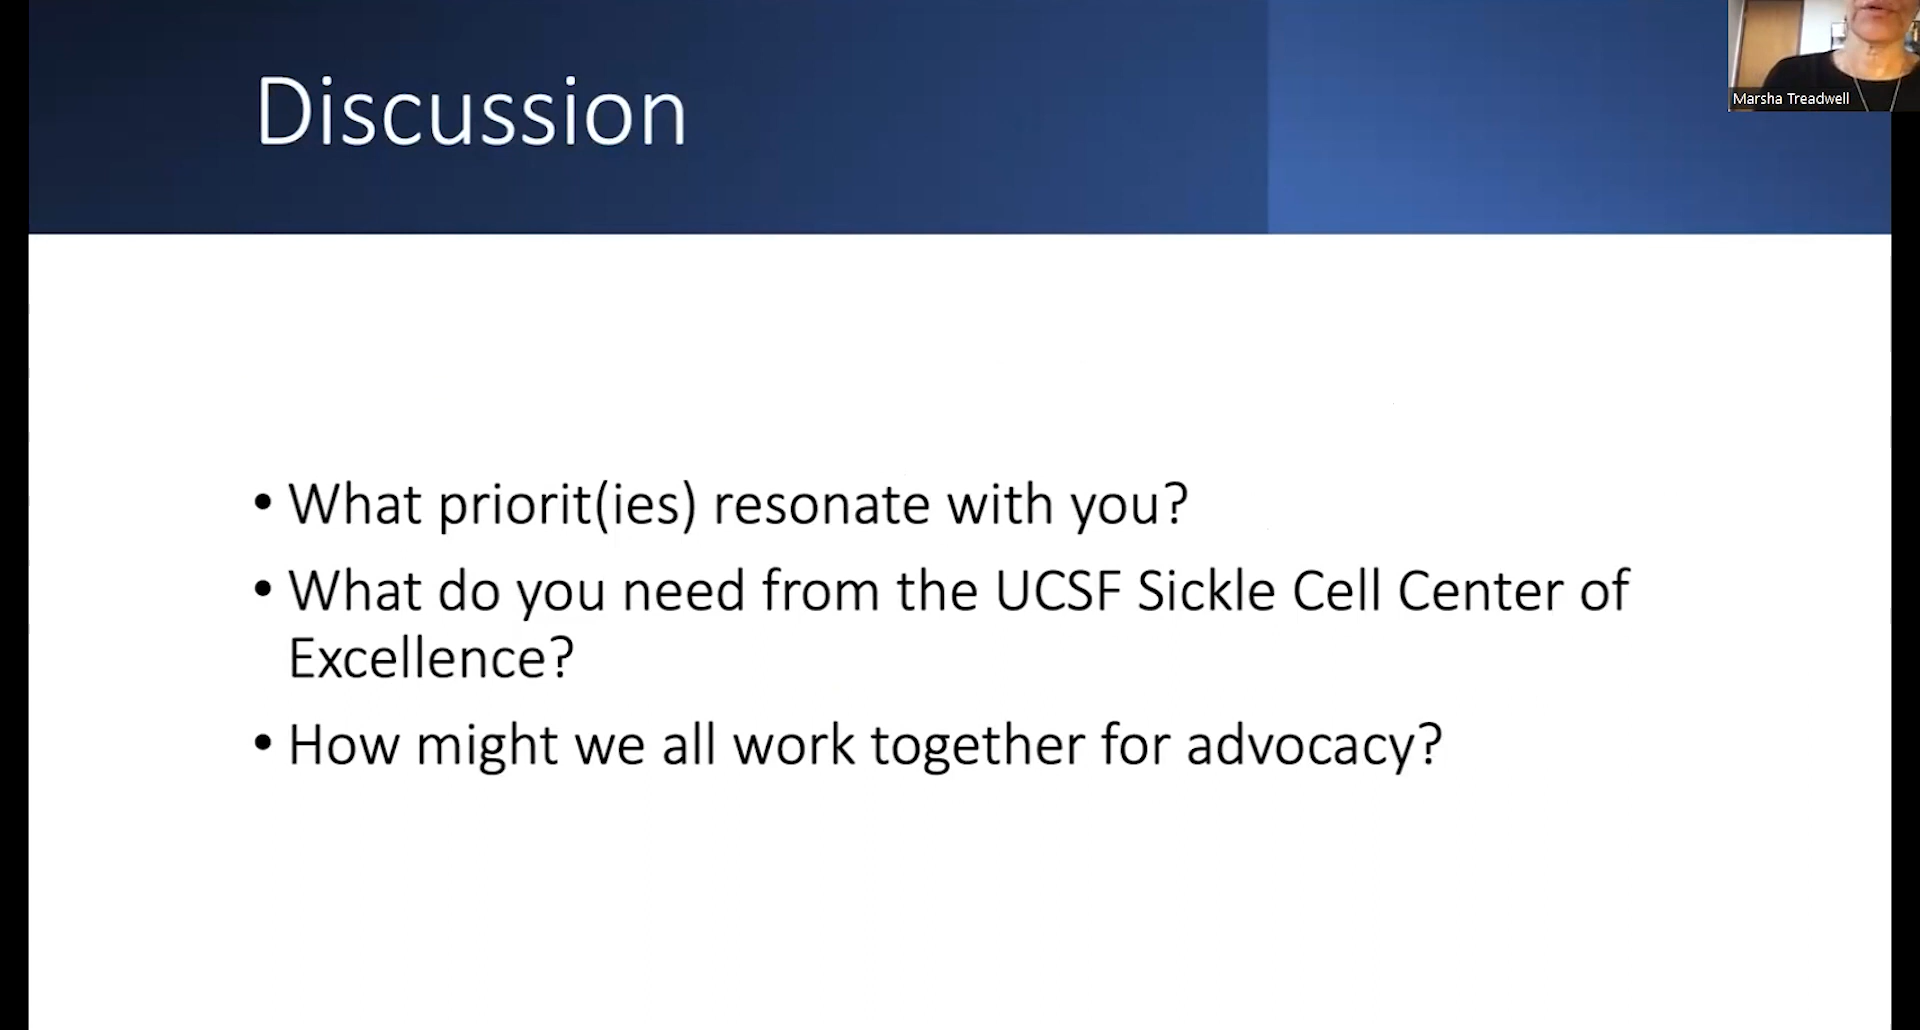 Discussion
Marsha Treadwell
• What priorit(ies) resonate with you?
• What do you need from the UCSF Sickle Cell Center of
Excellence?
• How might we all work together for advocacy?